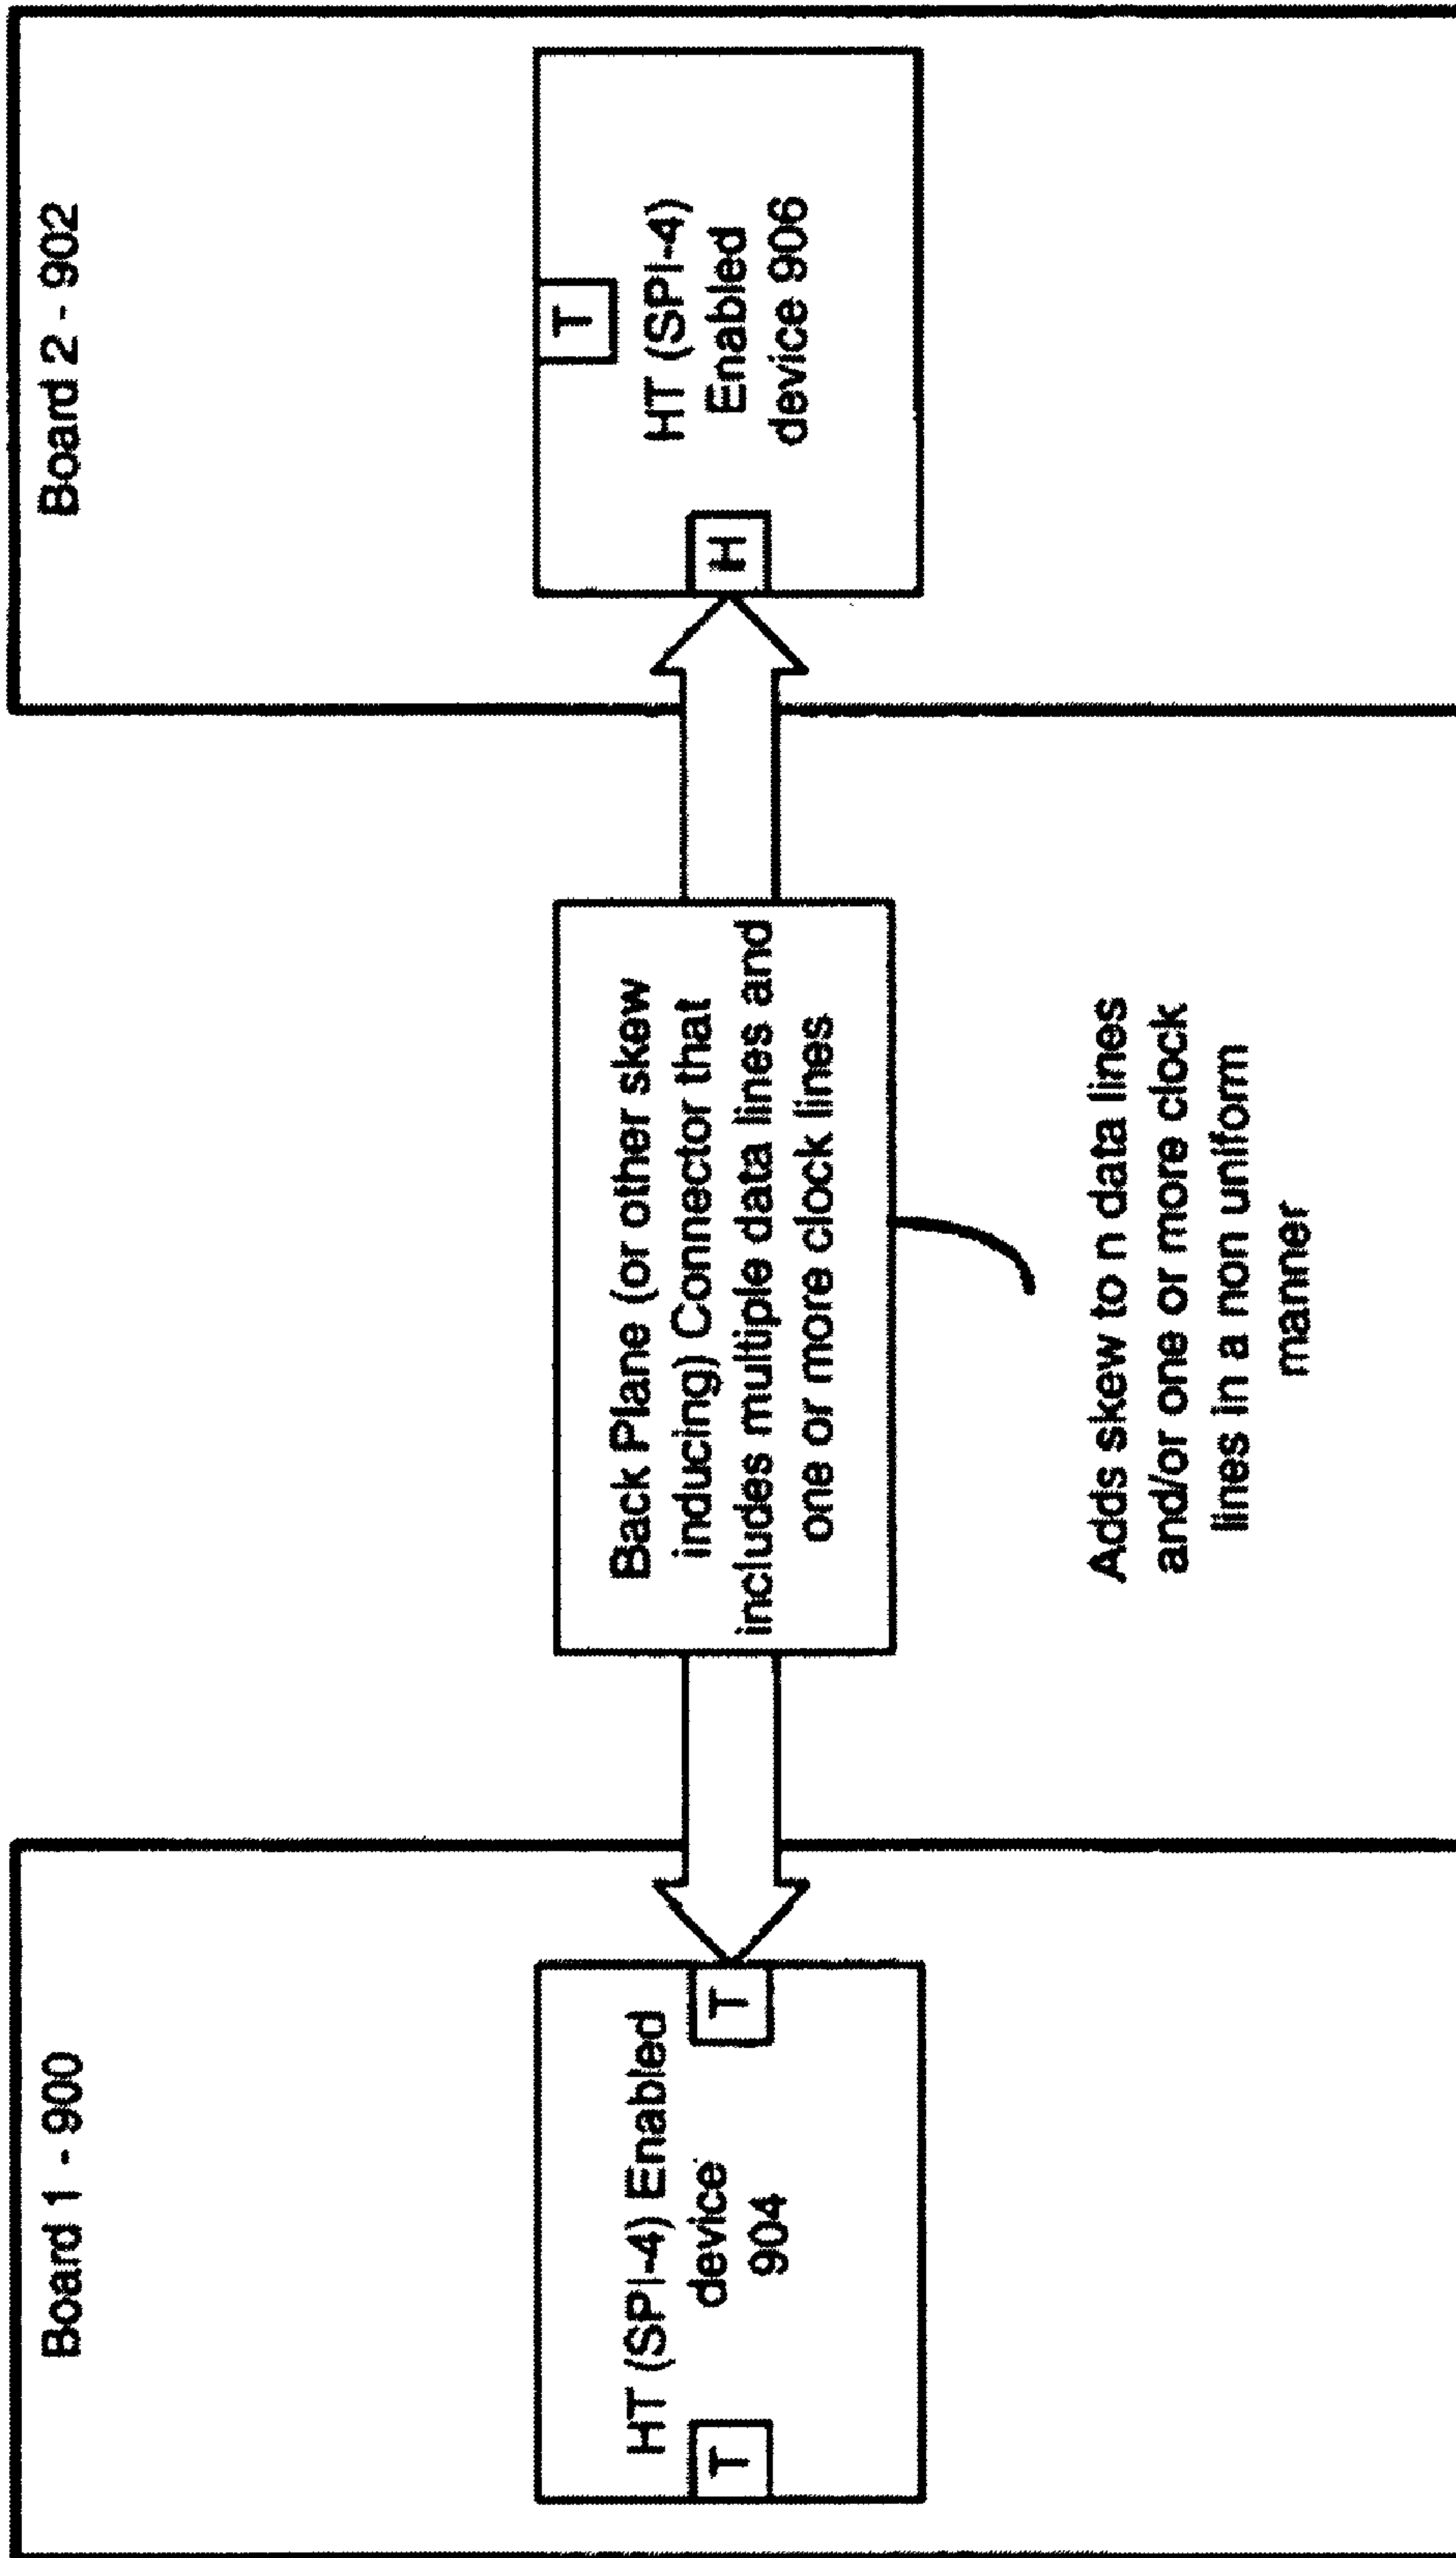 Board 1 - 900
HT (SPI-4) Enabled
device
904
T
T
Back Plane (or other skew
inducing) Connector that
includes multiple data lines and
one or more clock lines
Adds skew to n data lines
and/or one or more clock
lines in a non uniform
manner
Board 2 - 902
T
H
HT (SPI-4)
Enabled
device 906